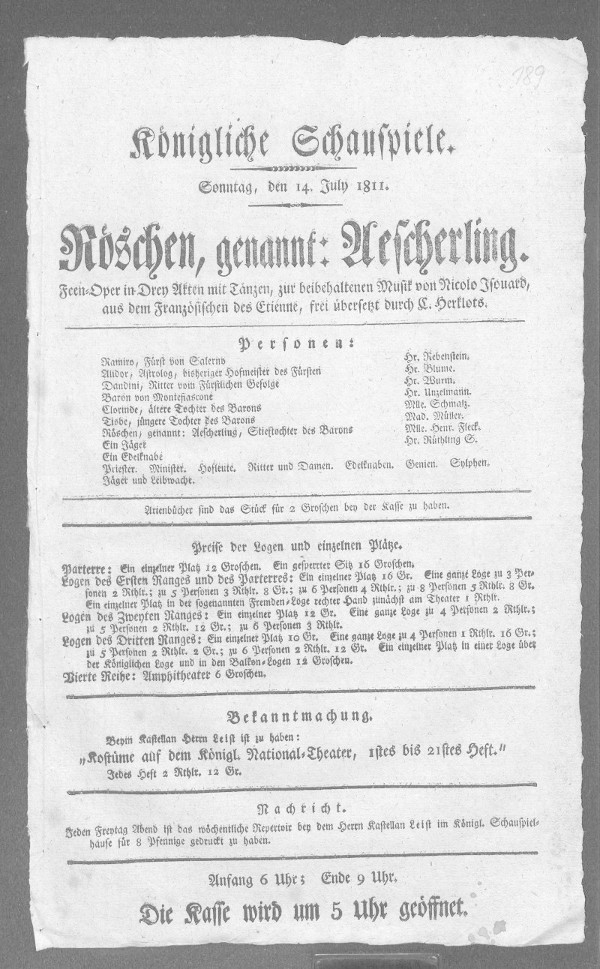 189
Königliche Schauspiele.
Sonntag, den 14. July 1811.
Röschen, genannt: Aescherling.
Feen-Oper in Drey Akten mit Tänzen, zur beibehaltenen Musik von Nicolo Isouard,
aus dem Französischen des Etienne, frei übersetzt durch C. Herklots.
Personen:
Ramiro, Fürst von Salerno Hr. Rebenstein.
Alidor, Astrolog, bisheriger Hofmeister des Fürsten Hr. Blume.
Dandini, Ritter vom Fürstlichen Gefolge Hr. Wurm.
Baron von Montefiascone Hr. Unzelmann.
Clorinde, ältere Tochter des Barons Mlle. Schmalz.
Tisbe, jüngere Tochter des Barons Mad. Müller.
Röschen, genannt: Aescherling, Stieftochter des Barons Mlle. Henr. Fleck.
Ein Jäger Hr. Rüthling S.
Ein Edelknabe
Priester. Minister. Hofleute. Ritter und Damen. Edelknaben. Genien. Sylphen.
Jäger und Leibwache.
Arienbücher sind das Stück für 2 Groschen bey der Kasse zu haben.
Preise der Logen und einzelnen Plätze.
Parterre: Ein einzelner Platz 12 Groschen. Ein gesperrter Sitz 16 Groschen.
Logen des Ersten Ranges und des Parterres: Ein einzelner Platz 16 Gr. Eine ganze Loge zu 3 Per-
sonen 2 Rthlr.; zu 5 Personen 3 Rthlr. 8 Gr.; zu 6 Personen 4 Rthlr.; zu 8 Personen 5 Rthlr. 8 Gr.
Ein einzelner Platz in der sogenannten Fremden-Loge rechter Hand zunächst am Theater 1 Rthlr.
Logen des Zweyten Ranges: Ein einzelner Platz 12 Gr. Eine ganze Loge zu 4 Personen 2 Rthlr.;
zu 5 Personen 2 Rthlr. 12 Gr.; zu 6 Personen 3 Rthlr.
Logen des Dritten Ranges: Ein einzelner Platz 10 Gr. Eine ganze Loge zu 4 Personen 1 Rthlr. 16 Gr.;
zu 5 Personen 2 Rthlr. 2 Gr.; zu 6 Personen 2 Rthlr. 12 Gr. Ein einzelner Platz in einer Loge über
der Königlichen Loge und in den Balkon-Logen 12 Groschen.
Vierte Reihe: Amphitheater 6 Groschen.
Bekanntmachung.
Beym Kastellan Herrn Leist ist zu haben:
„Kostüme auf dem Königl. National-Theater, 1stes bis 21stes Heft."
Jedes Heft 2 Rthlr. 12 Gr.
Nachricht.
Jeden Freytag Abend ist das wöchentliche Repertoir bey dem Herrn Kastellan Leist im Königl. Schauspiel-
hause für 8 Pfennige gedruckt zu haben.
Anfang 6 Uhr; Ende 9 Uhr.
Die Kasse wird um 5 Uhr geöffnet.